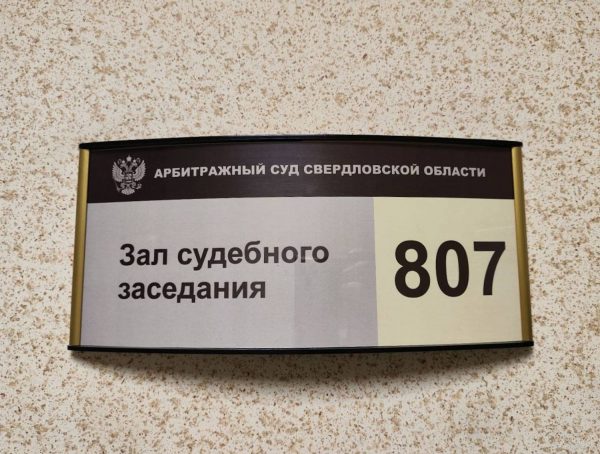 АРБИТРАЖНЫЙ СУД СВЕРДЛОВСКОЙ ОБЛАСТИ
Зал судебного
заседания
807